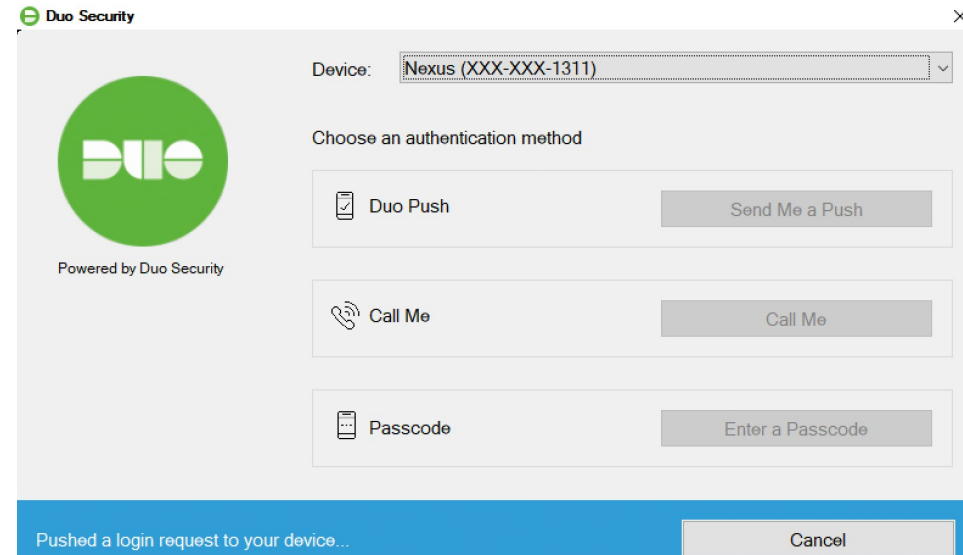 Duo Security
Device: Nexus (XXX-XXX-1311)
DUO
Choose an authentication method
Duo Push Send Me a Push
Powered by Duo Security
Call Me Call Me
Passcode Enter a Passcode
Pushed a login request to your device... Cancel